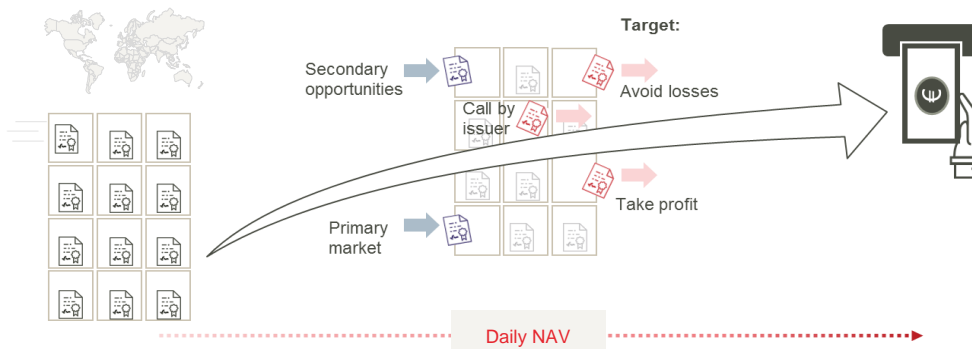 Target:
Secondary
opportunities
Avoid losses
Call by
issuer
Take profit
Primary
market
Daily NAV